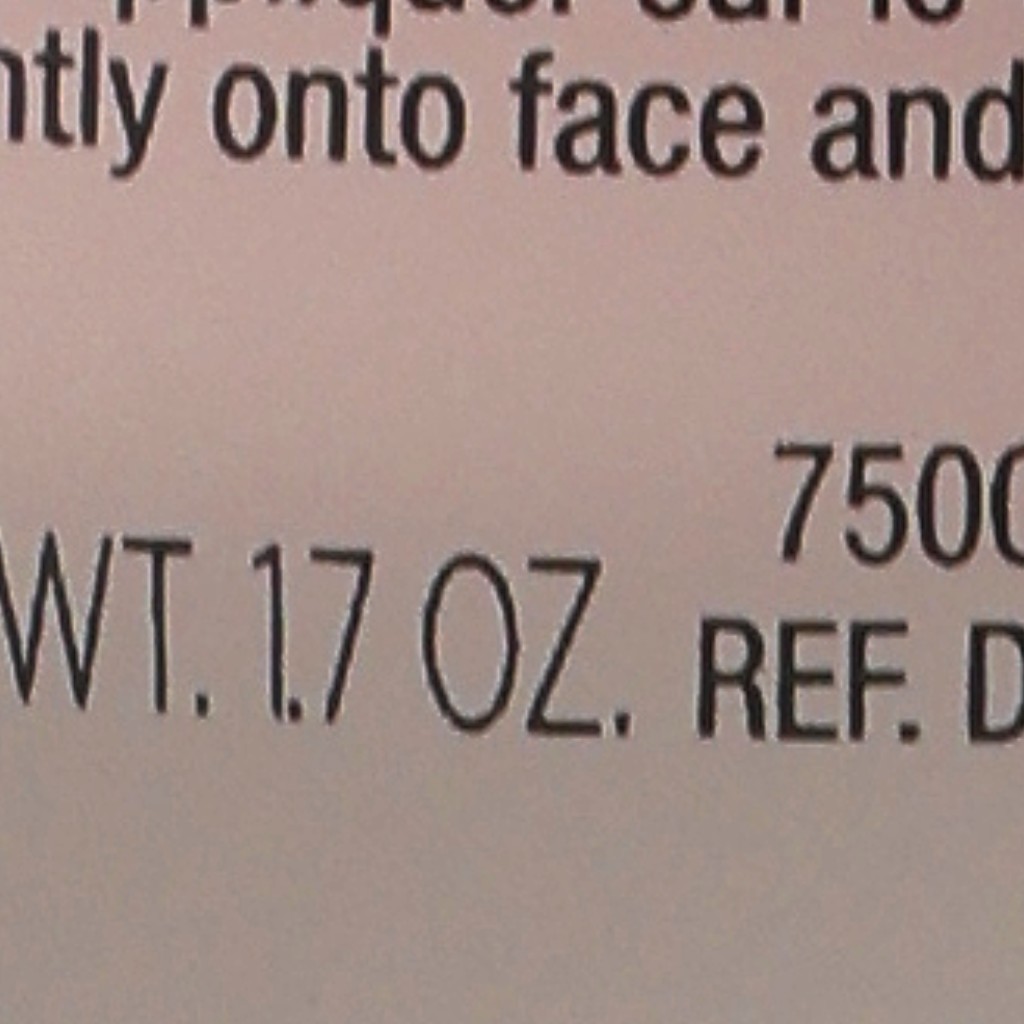 ntly onto face and
7500
WT. 1.7 OZ. REF. D